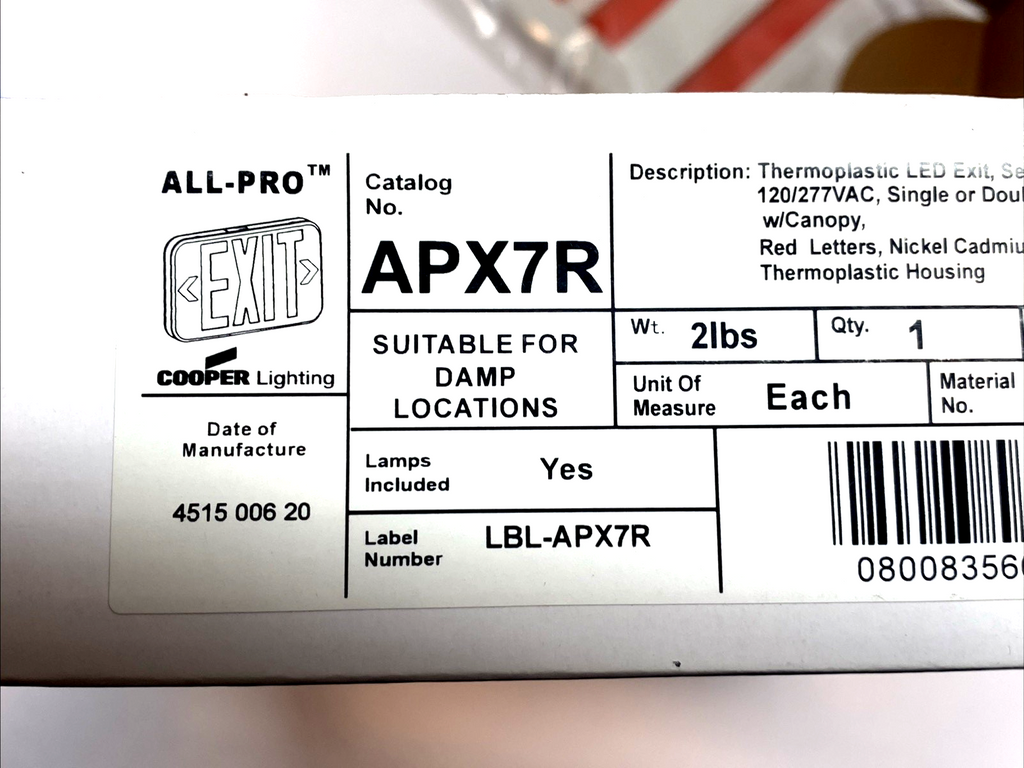 ALL-PRO™
EXIT
COOPER Lighting
Date of
Manufacture
4515 006 20
Catalog
No.
APX7R
SUITABLE FOR
DAMP
LOCATIONS
Lamps
Included
Yes
Label
Number
LBL-APX7R
Description: Thermoplastic LED Exit,
120/277VAC, Single or
w/Canopy,
Red Letters, Nickel
Thermoplastic Housing
Wt. 2lbs
Qty. 1
Unit Of
Measure
Each
Material
No.
080083560